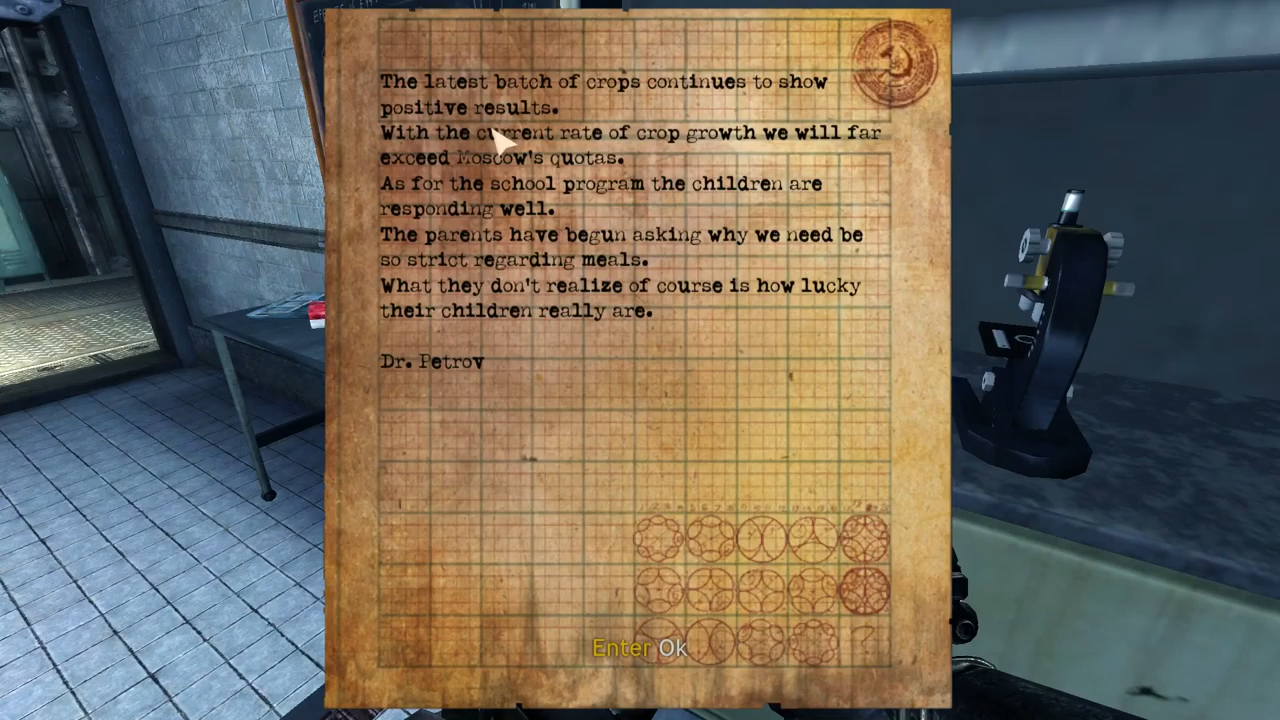 The latest batch of crops continues to show
positive results.
With the current rate of crop growth we will far
exceed Moscow's quotas.
As for the school program the children are
responding well.
The parents have begun asking why we need be
so strict regarding meals.
What they don't realize of course is how lucky
their children really are.
Dr. Petrov
Enter Ok